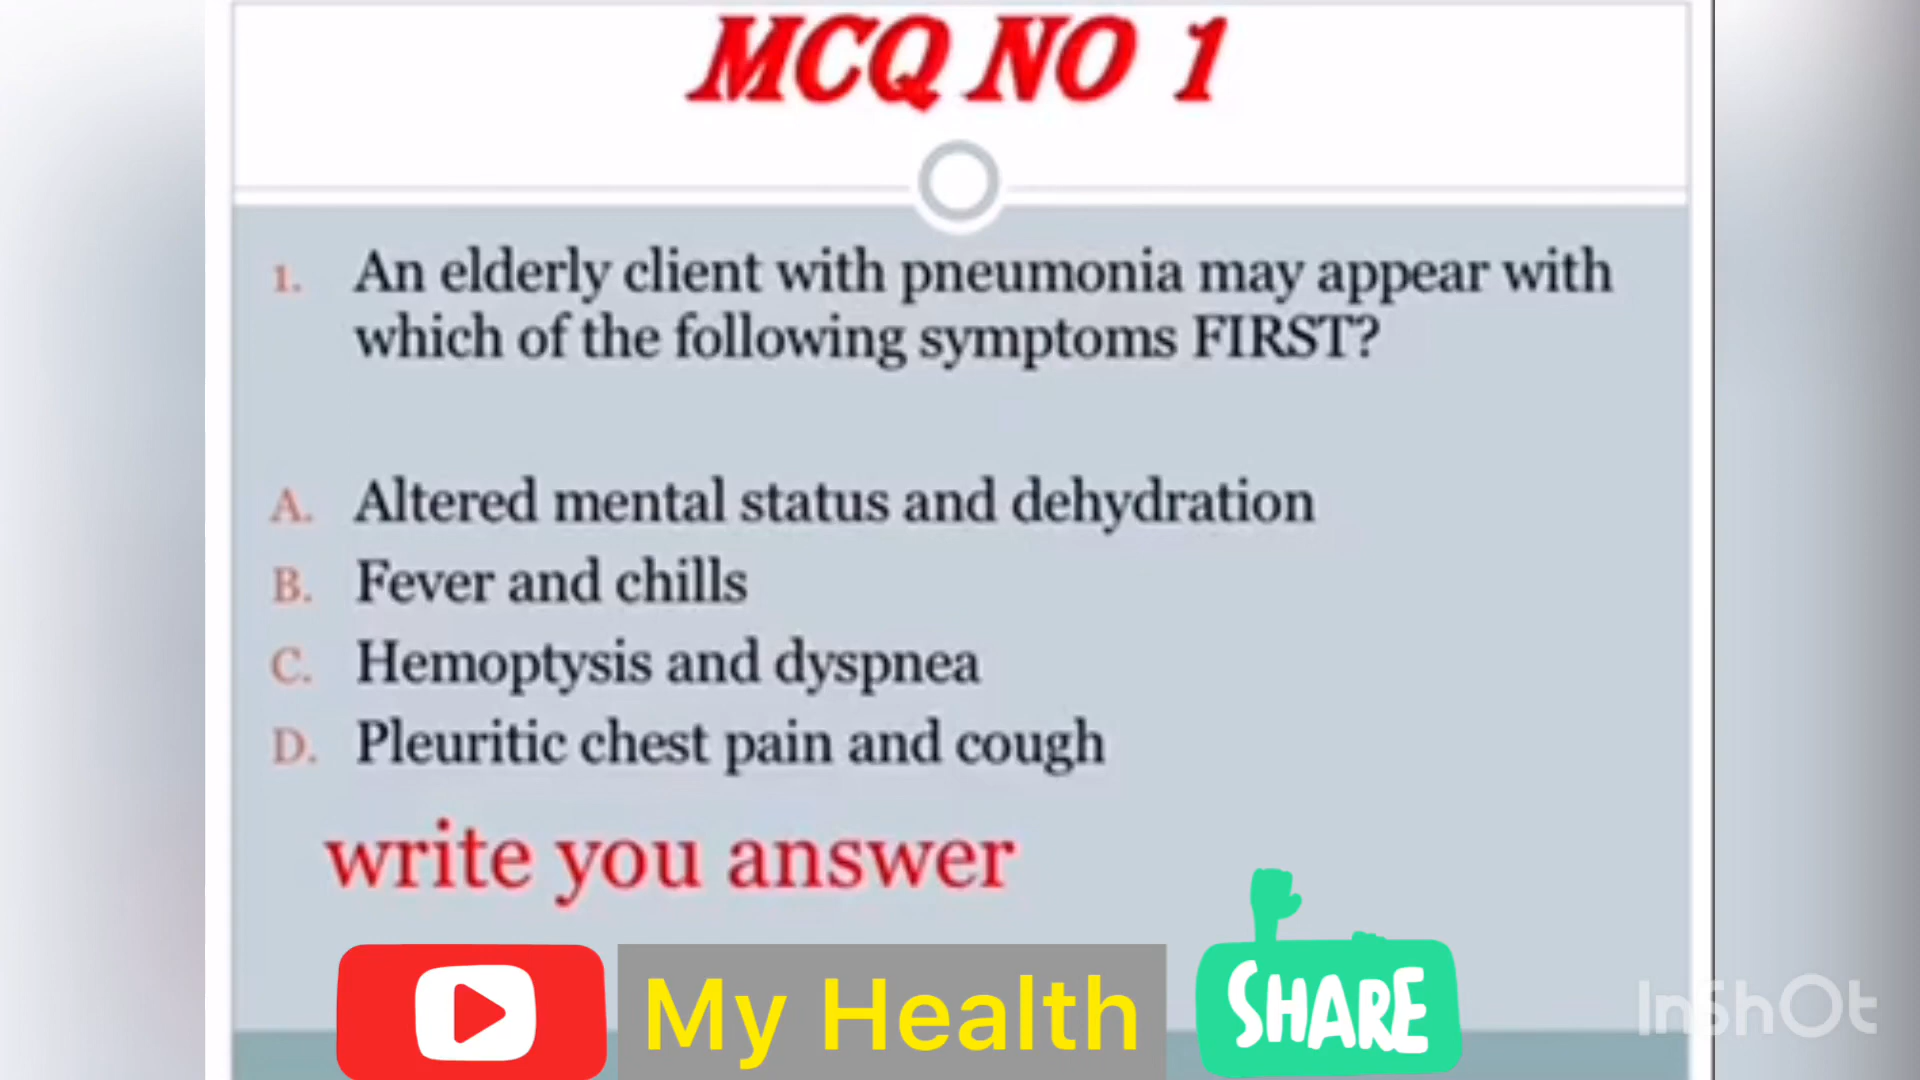 MCQ NO 1
1. An elderly client with pneumonia may appear with
which of the following symptoms FIRST?
A. Altered mental status and dehydration
B. Fever and chills
C. Hemoptysis and dyspnea
D. Pleuritic chest pain and cough
write you answer
My Health
SHARE
InShOt